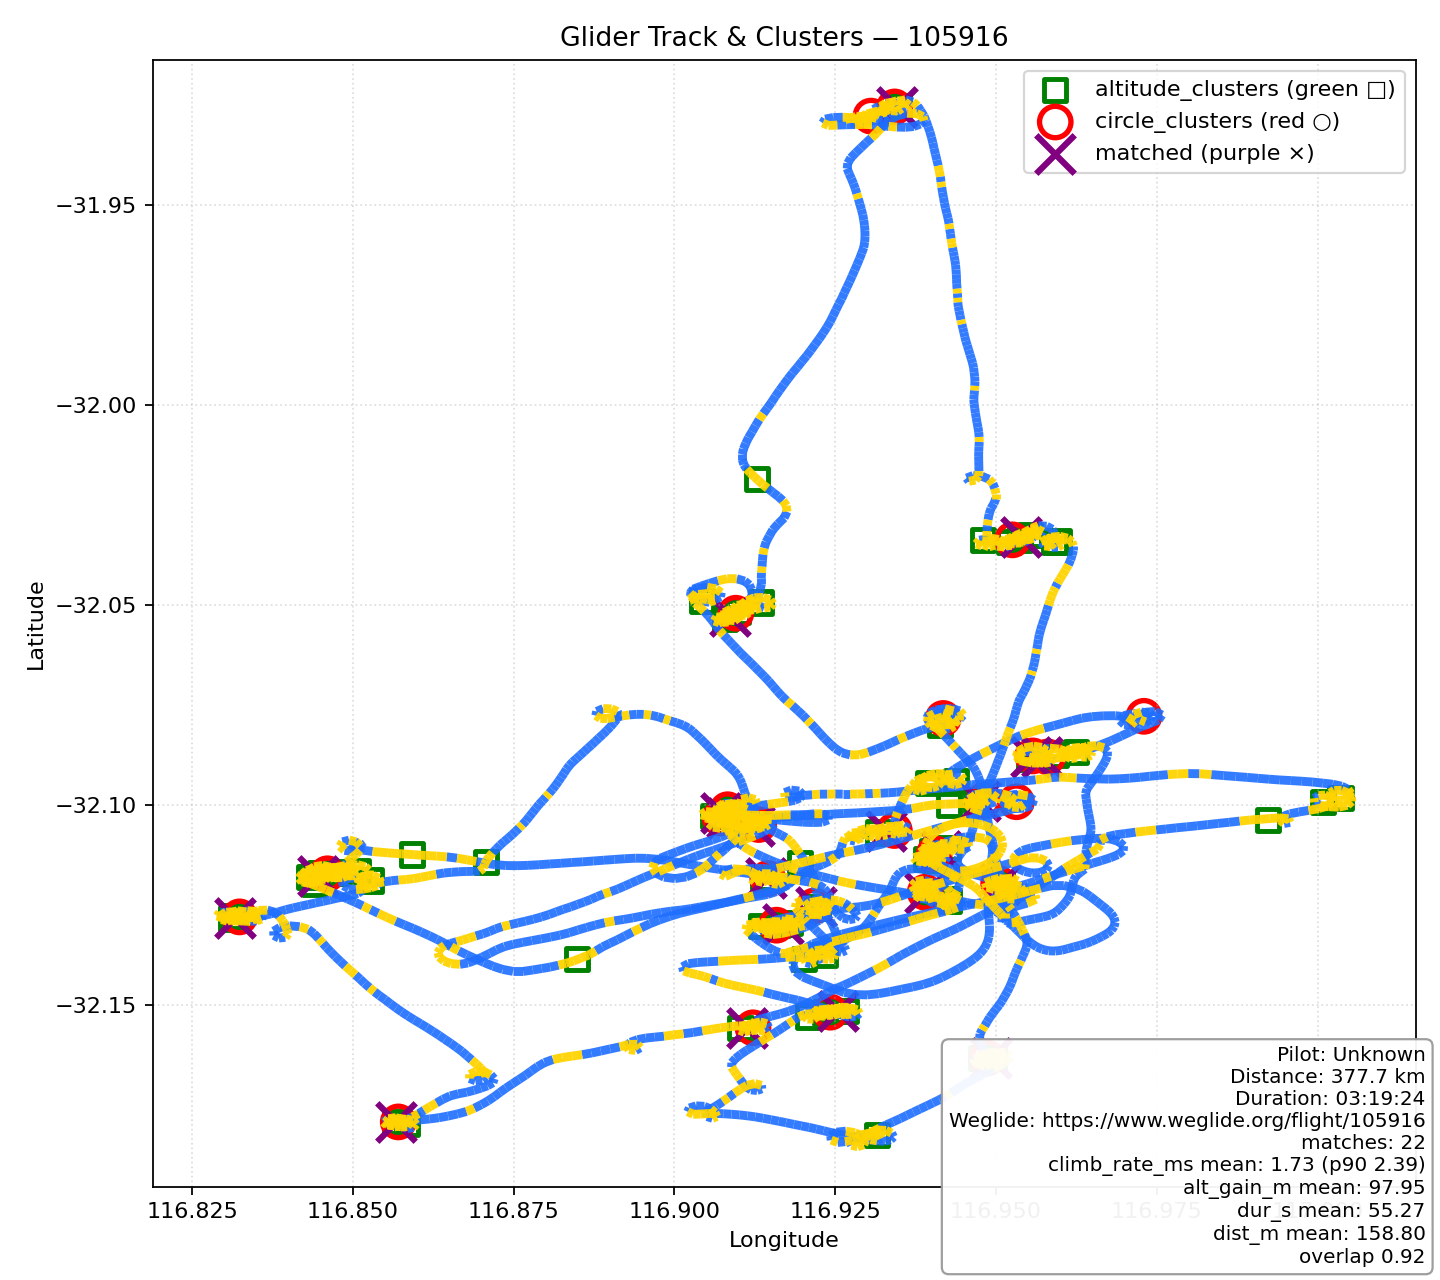 Glider Track & Clusters — 105916
altitude_clusters (green □)
circle_clusters (red ○)
matched (purple ×)
Latitude
−31.95
−32.00
−32.05
−32.10
−32.15
Pilot: Unknown
Distance: 377.7 km
Duration: 03:19:24
Weglide: https://www.weglide.org/flight/105916
matches: 22
climb_rate_ms mean: 1.73 (p90 2.39)
alt_gain_m mean: 97.95
dur_s mean: 55.27
dist_m mean: 158.80
overlap 0.92
116.825 116.850 116.875 116.900 116.925 116.950 116.975
Longitude